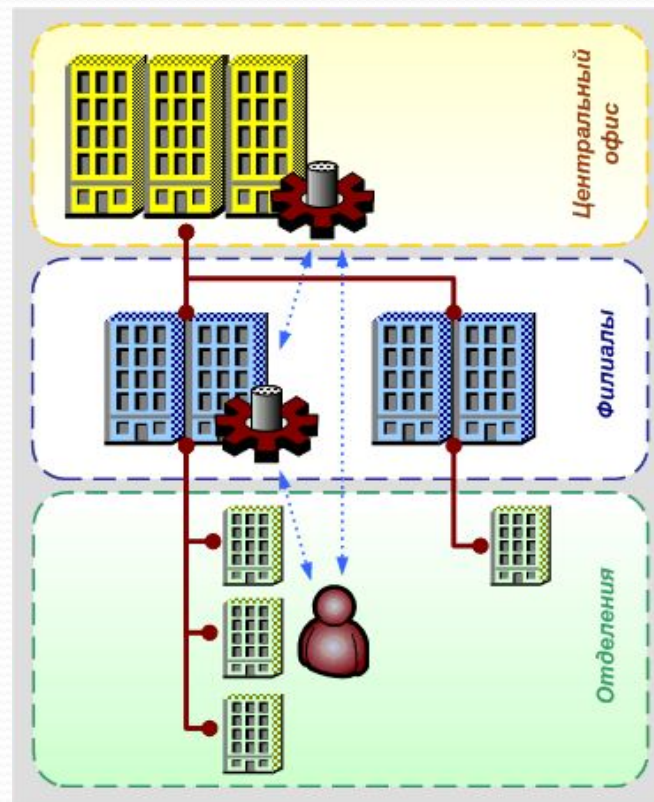 Центральный
офис
Филиалы
Отделения